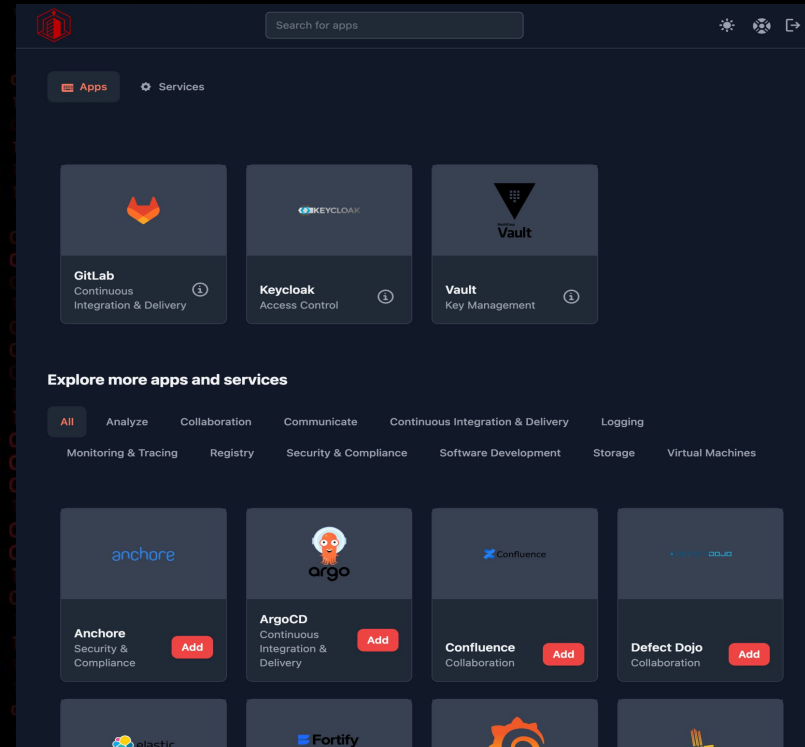 Search for apps
Apps
Services
KEYCLOAK
Vault
GitLab
Continuous
Integration & Delivery
Keycloak
Access Control
Vault
Key Management
Explore more apps and services
All
Analyze
Collaboration
Communicate
Continuous Integration & Delivery
Logging
Monitoring & Tracing
Registry
Security & Compliance
Software Development
Storage
Virtual Machines
anchore
argo
Confluence
DOJO
Anchore
Security &
Compliance
Add
ArgoCD
Continuous
Integration &
Delivery
Add
Confluence
Collaboration
Add
Defect Dojo
Collaboration
Add
elastic
Fortify